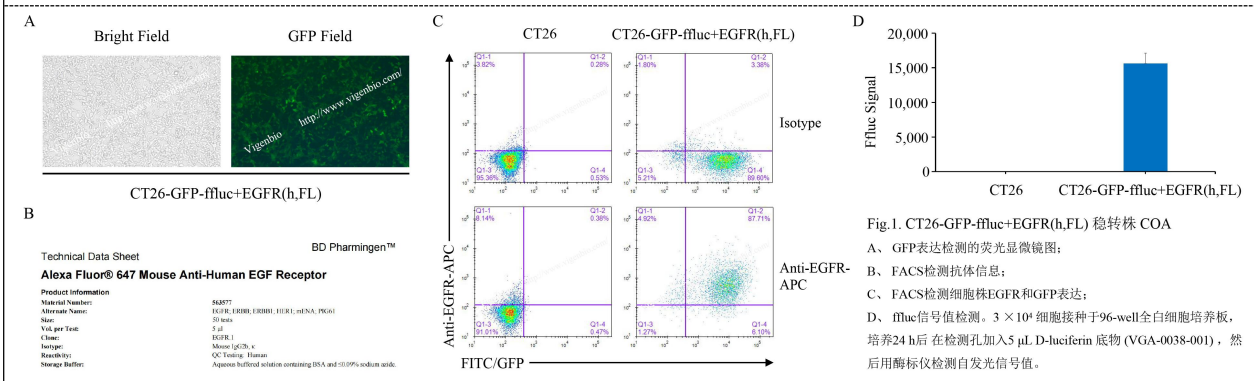 A
Bright Field
GFP Field
Vigenbio http://www.vigenbio.com/
CT26-GFP-ffluc+EGFR(h,FL)
B
BD Pharmingen™
Technical Data Sheet
Alexa Fluor® 647 Mouse Anti-Human EGF Receptor
Product Information
Material Number: 563577
Alternate Name: EGFR; ERBB; ERBB1; HER1; mENA; PIG61
Size: 50 tests
Vol. per Test: 5 µl
Clone: EGFR.1
Isotype: Mouse IgG2b, κ
Reactivity: QC Testing: Human
Storage Buffer: Aqueous buffered solution containing BSA and ≤0.09% sodium azide.
C
CT26
CT26-GFP-ffluc+EGFR(h,FL)
Q1-1 3.82%
Q1-2 0.28%
Q1-3 95.36%
Q1-4 0.53%
Q1-1 1.80%
Q1-2 3.38%
Q1-3 5.21%
Q1-4 89.60%
Isotype
Q1-1 8.14%
Q1-2 0.38%
Q1-3 91.01%
Q1-4 0.47%
Q1-1 4.92%
Q1-2 87.71%
Q1-3 1.27%
Q1-4 6.10%
Anti-EGFR-
APC
Anti-EGFR-APC
FITC/GFP
D
Ffluc Signal
20,000
15,000
10,000
5,000
0
CT26
CT26-GFP-ffluc+EGFR(h,FL)
Fig.1. CT26-GFP-ffluc+EGFR(h,FL) 稳转株 COA
A、 GFP表达检测的荧光显微镜图;
B、 FACS检测抗体信息;
C、 FACS检测细胞株EGFR和GFP表达;
D、 ffluc信号值检测。3 ×10⁴ 细胞接种于96-well全白细胞培养板,
培养24 h后 在检测孔加入5 μL D-luciferin 底物 (VGA-0038-001) ,然
后用酶标仪检测自发光信号值。